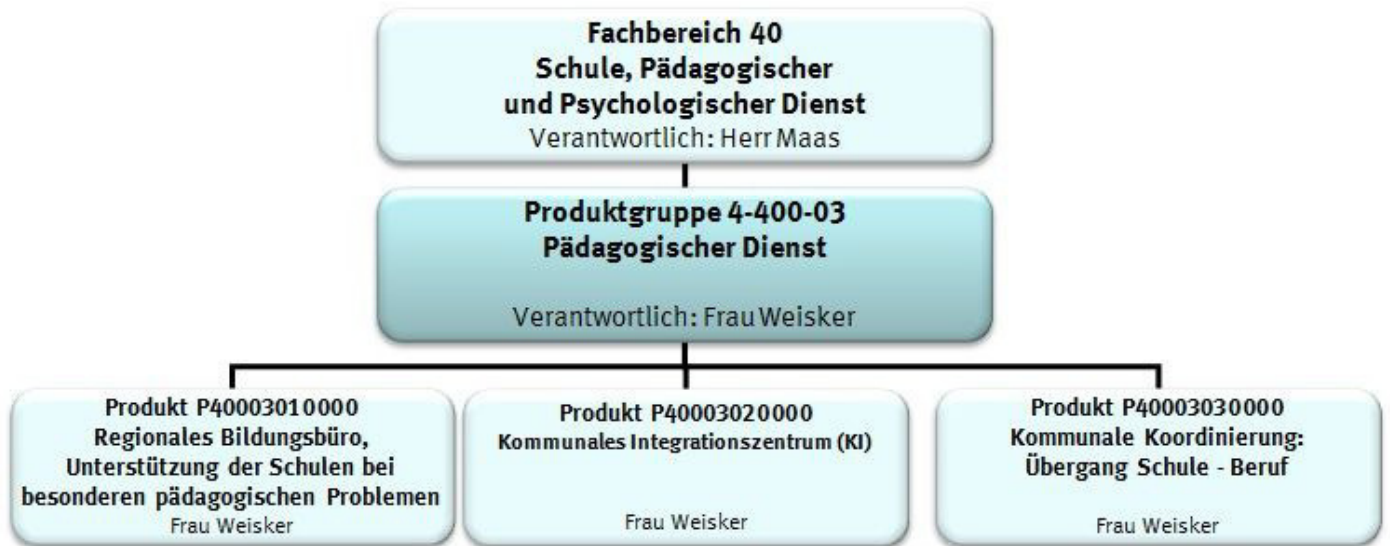 Fachbereich 40
Schule, Pädagogischer
und Psychologischer Dienst
Verantwortlich: Herr Maas
Produktgruppe 4-400-03
Pädagogischer Dienst
Verantwortlich: Frau Weisker
Produkt P40003010000
Regionales Bildungsbüro,
Unterstützung der Schulen bei
besonderen pädagogischen Problemen
Frau Weisker
Produkt P40003020000
Kommunales Integrationszentrum (KI)
Frau Weisker
Produkt P40003030000
Kommunale Koordinierung:
Übergang Schule - Beruf
Frau Weisker